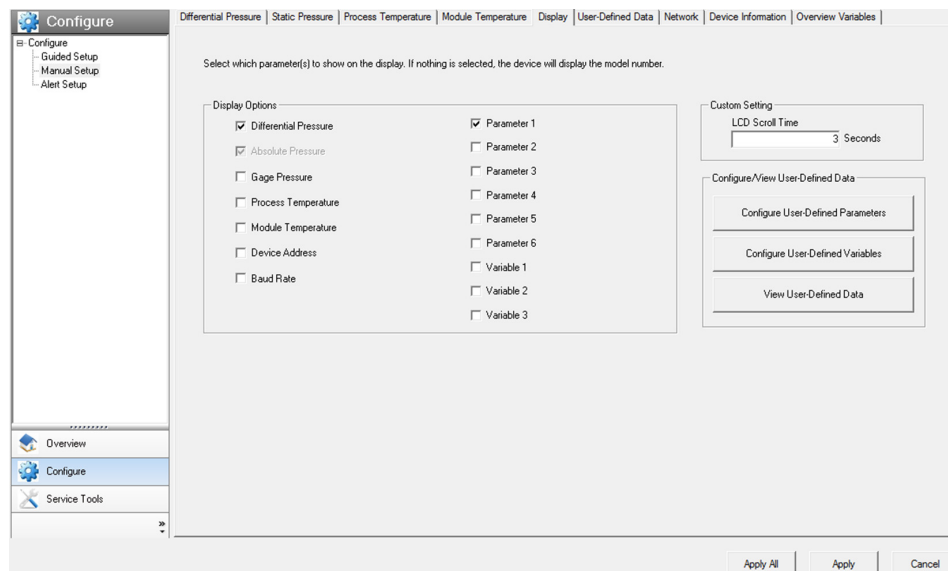 Configure
Configure
Guided Setup
Manual Setup
Alert Setup
Overview
Configure
Service Tools
Differential Pressure Static Pressure Process Temperature Module Temperature Display User-Defined Data Network Device Information Overview Variables
Select which parameter(s) to show on the display. If nothing is selected, the device will display the model number.
Display Options
Differential Pressure
Absolute Pressure
Gage Pressure
Process Temperature
Module Temperature
Device Address
Baud Rate
Parameter 1
Parameter 2
Parameter 3
Parameter 4
Parameter 5
Parameter 6
Variable 1
Variable 2
Variable 3
Custom Setting
LCD Scroll Time
3 Seconds
Configure/View User-Defined Data
Configure User-Defined Parameters
Configure User-Defined Variables
View User-Defined Data
Apply All Apply Cancel